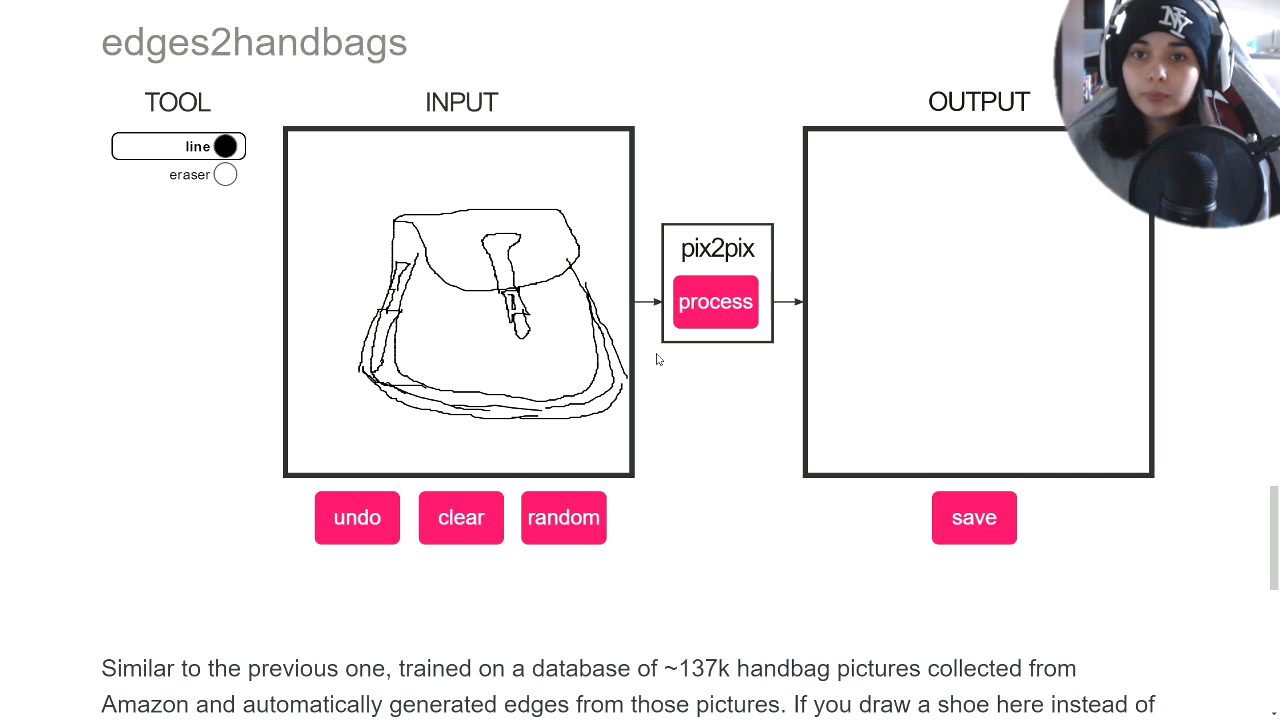 edges2handbags
TOOL
INPUT
OUTPUT
line
eraser
pix2pix
process
undo
clear
random
save
NY
Similar to the previous one, trained on a database of ~137k handbag pictures collected from
Amazon and automatically generated edges from those pictures. If you draw a shoe here instead of